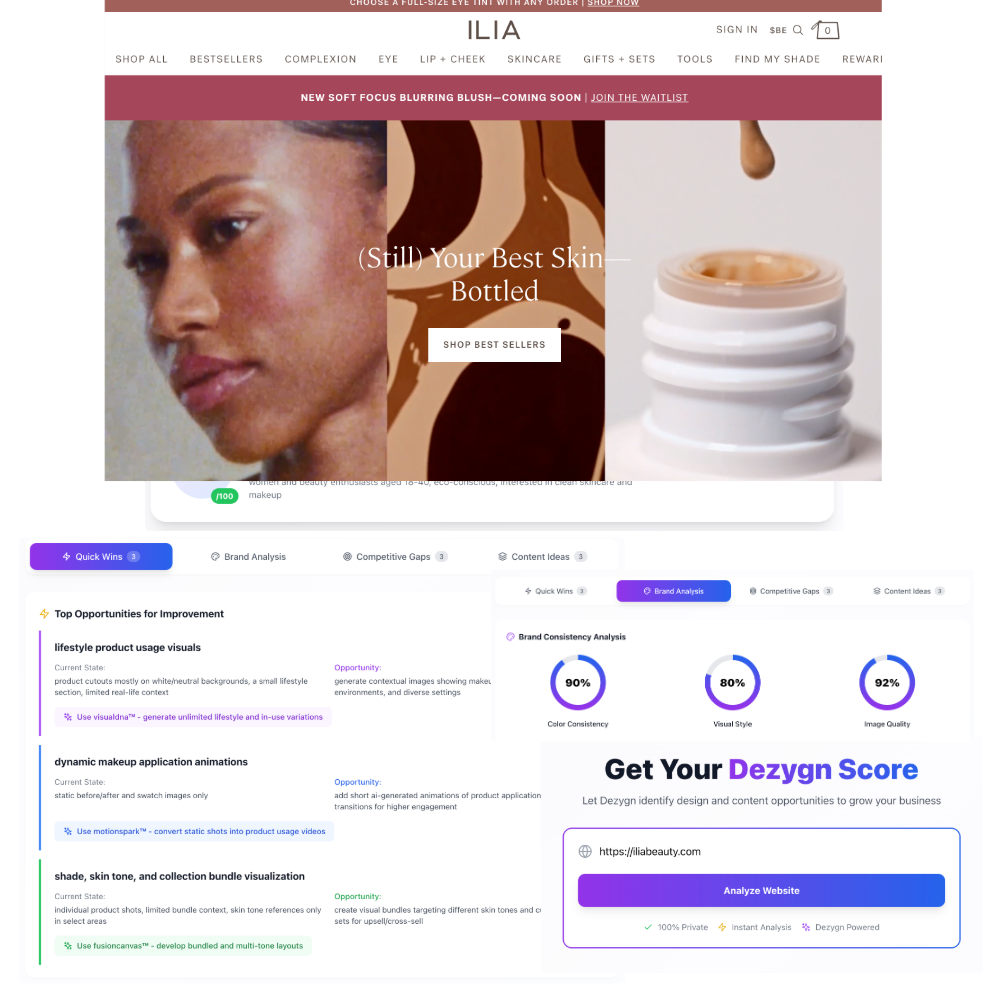 CHOOSE A FULL-SIZE EYE TINT WITH ANY ORDER | SHOP NOW
ILIA
SIGN IN $BE 0
SHOP ALL BESTSELLERS COMPLEXION EYE LIP + CHEEK SKINCARE GIFTS + SETS TOOLS FIND MY SHADE REWARI
NEW SOFT FOCUS BLURRING BLUSH—COMING SOON | JOIN THE WAITLIST
(Still) Your Best Skin—
Bottled
SHOP BEST SELLERS
women and beauty enthusiasts aged 18-40, eco-conscious, interested in clean skincare and
makeup
/100
Quick Wins 3 Brand Analysis Competitive Gaps 3 Content Ideas 3
Top Opportunities for Improvement
lifestyle product usage visuals
Current State:
product cutouts mostly on white/neutral backgrounds, a small lifestyle
section, limited real-life context
Opportunity:
generate contextual images showing makeu
environments, and diverse settings
Use visualdna™ - generate unlimited lifestyle and in-use variations
dynamic makeup application animations
Current State:
static before/after and swatch images only
Opportunity:
add short ai-generated animations of product application
transitions for higher engagement
Use motionspark™ - convert static shots into product usage videos
shade, skin tone, and collection bundle visualization
Current State:
individual product shots, limited bundle context, skin tone references only
in select areas
Opportunity:
create visual bundles targeting different skin tones and cu
sets for upsell/cross-sell
Use fusioncanvas™ - develop bundled and multi-tone layouts
Quick Wins 3 Brand Analysis Competitive Gaps 3 Content Ideas 3
Brand Consistency Analysis
90% 80% 92%
Color Consistency Visual Style Image Quality
Get Your Dezygn Score
Let Dezygn identify design and content opportunities to grow your business
https://iliabeauty.com
Analyze Website
100% Private Instant Analysis Dezygn Powered